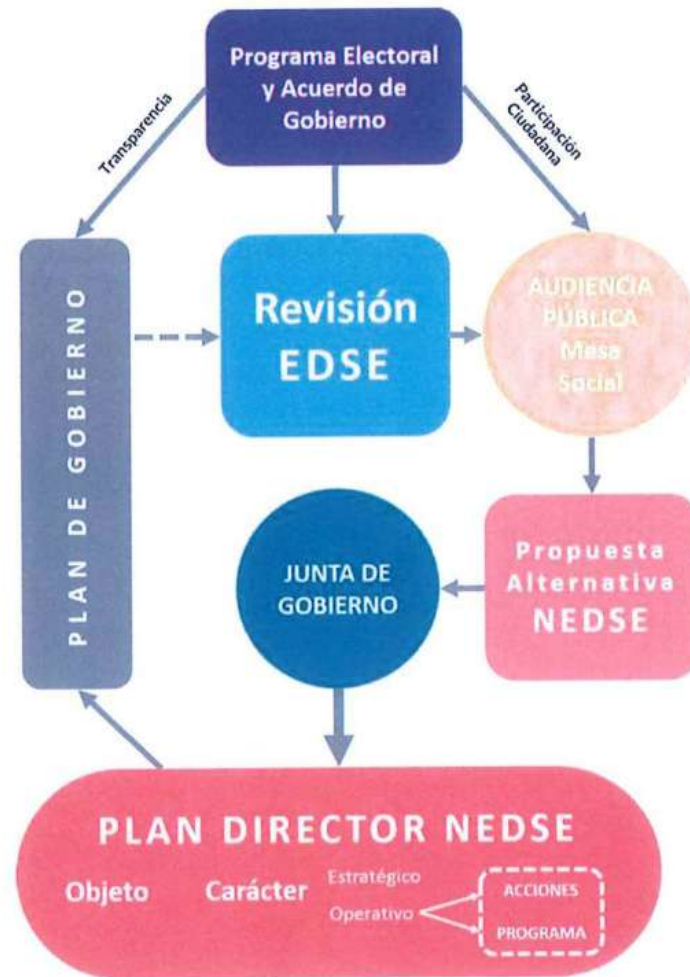 Programa Electoral
y Acuerdo de
Gobierno
Transparencia
Participación
Ciudadana
PLAN DE GOBIERNO
Revisión
EDSE
AUDIENCIA
PÚBLICA
Mesa
Social
Propuesta
Alternativa
NEDSE
JUNTA DE
GOBIERNO
PLAN DIRECTOR NEDSE
Objeto
Carácter
Estratégico
Operativo
ACCIONES
PROGRAMA